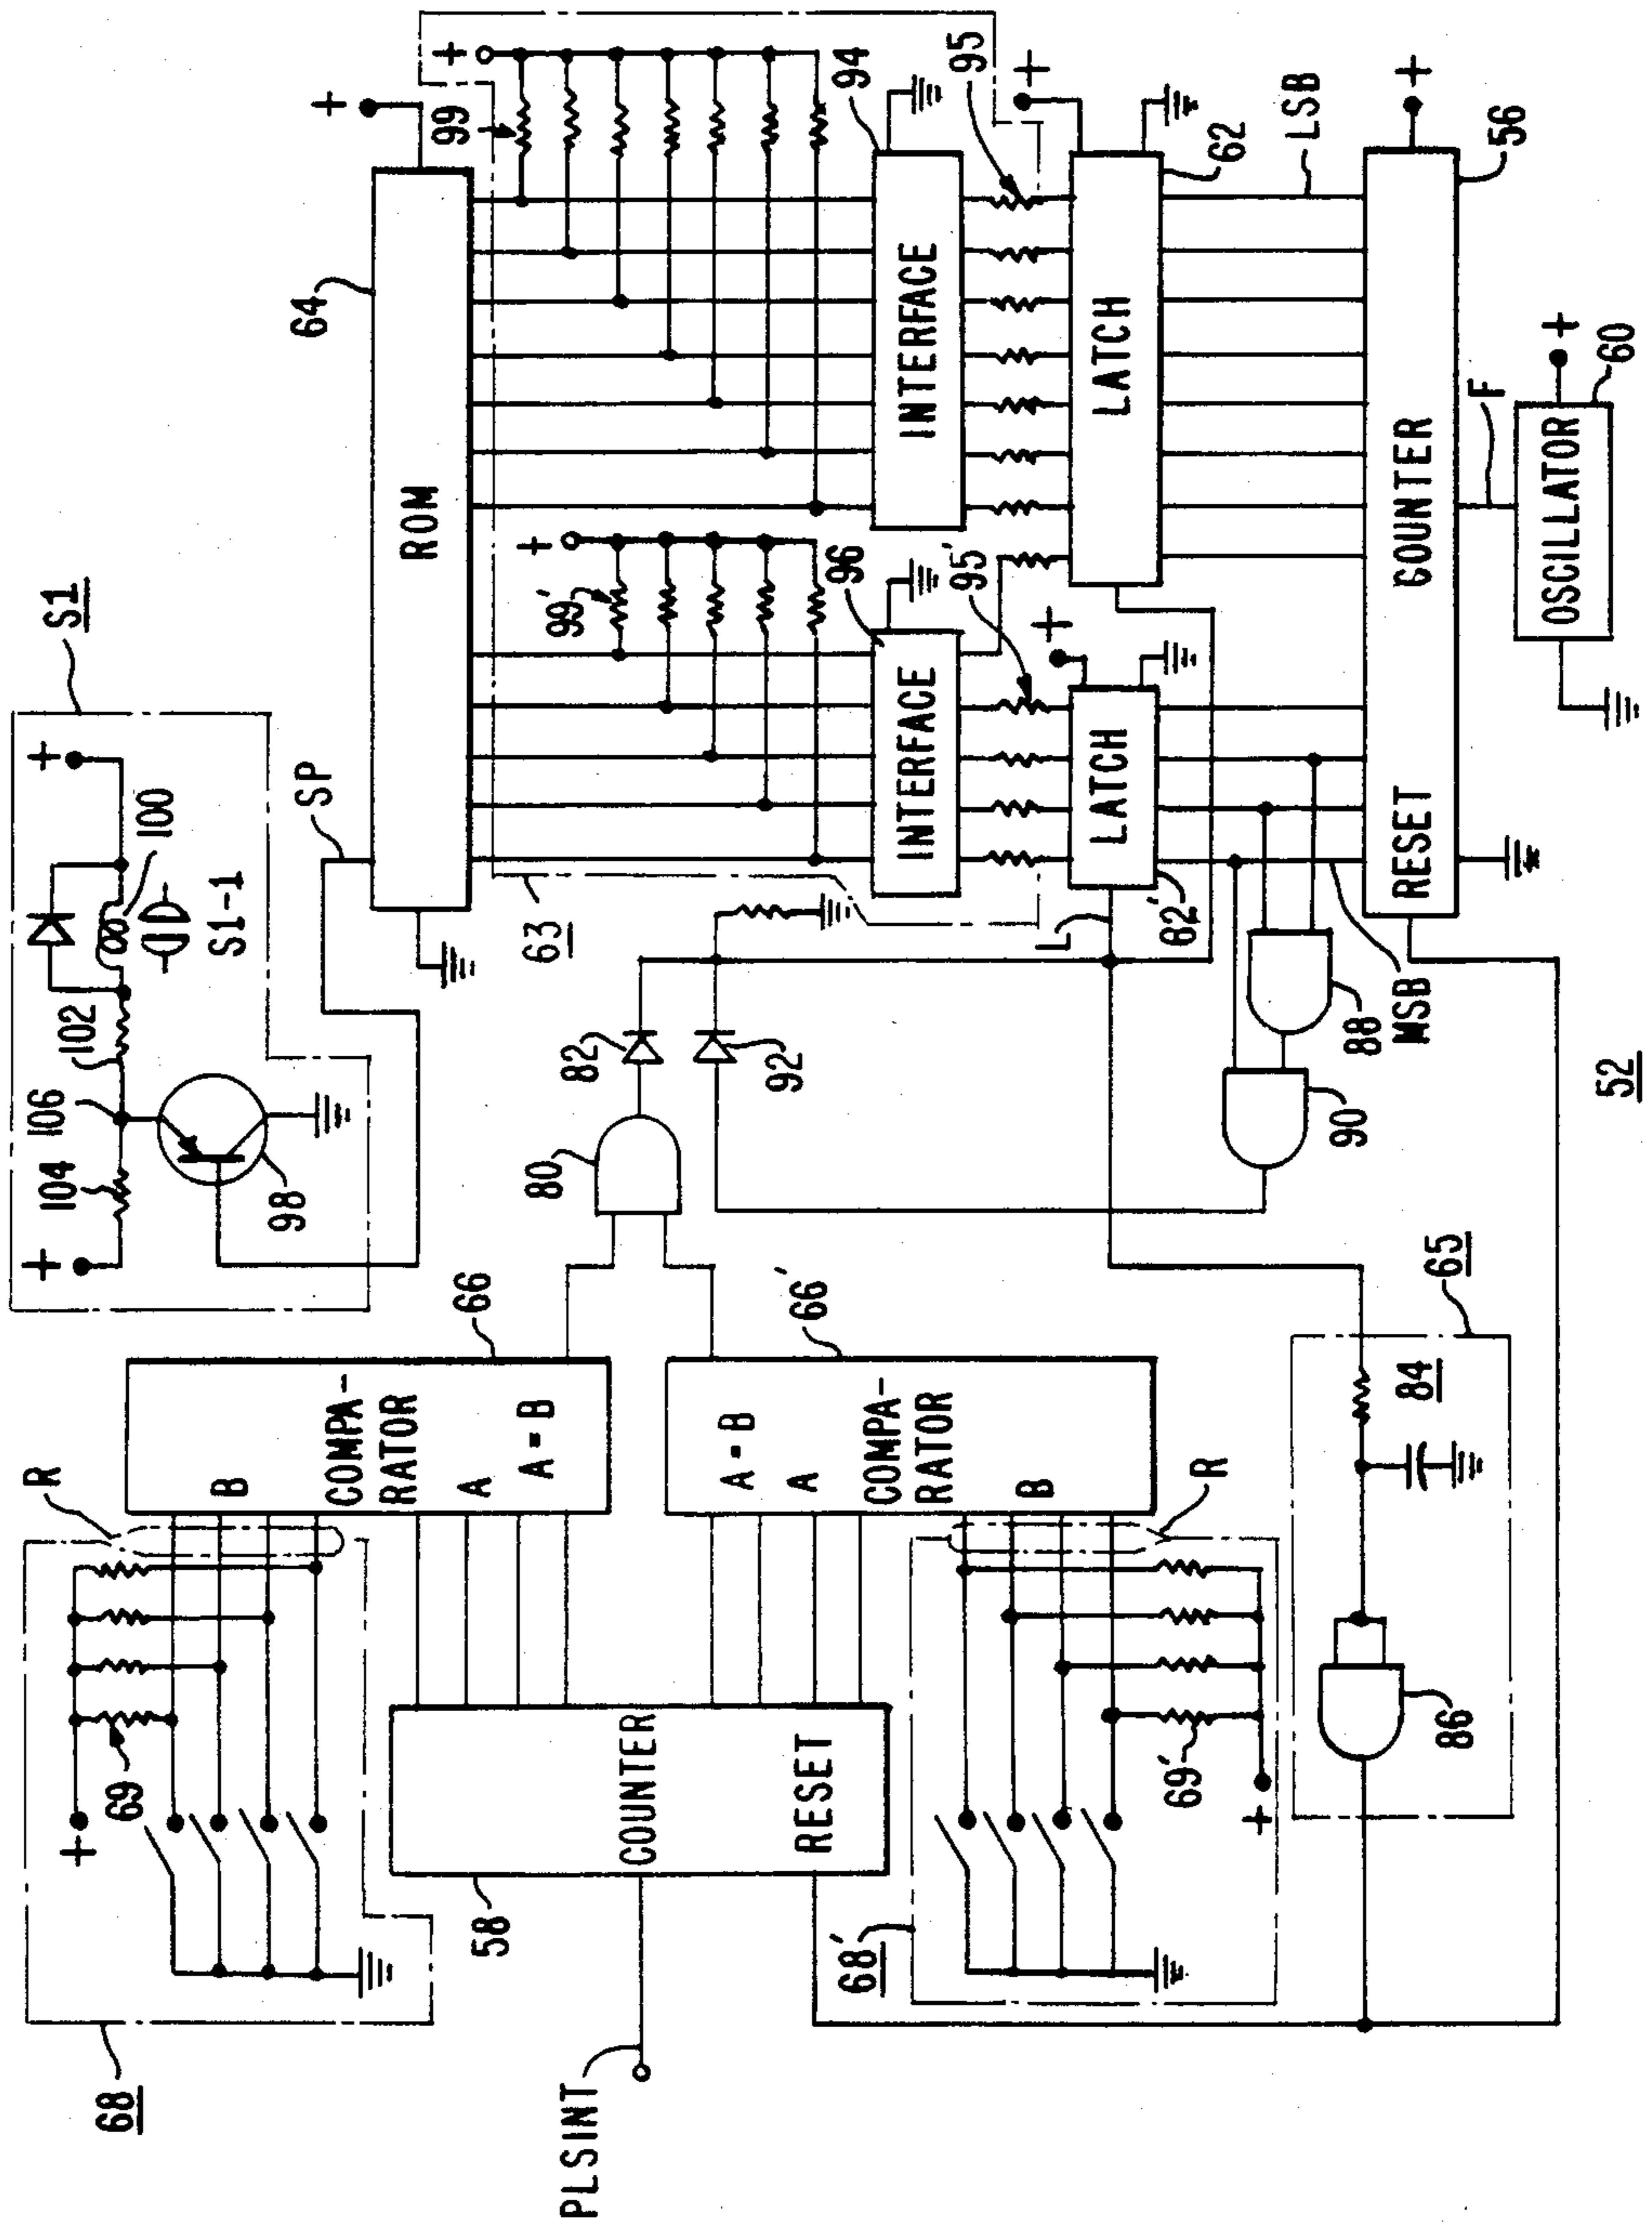 68
R
+
69
B
COMPA-
RATOR
A
A = B
66
+
104
106
102
98
100
S1-1
+
S1
SP
58
COUNTER
RESET
PLSINT
A = B
A
COMPA-
RATOR
B
66'
R
68'
69'
+
80
82
92
63
64
ROM
+
99
+
99'
+
96
INTERFACE
94
INTERFACE
95'
95
+
+
L
LATCH
82'
LATCH
62
65
84
86
88
90
MSB
LSB
RESET
COUNTER
+
56
F
OSCILLATOR
+
60
52